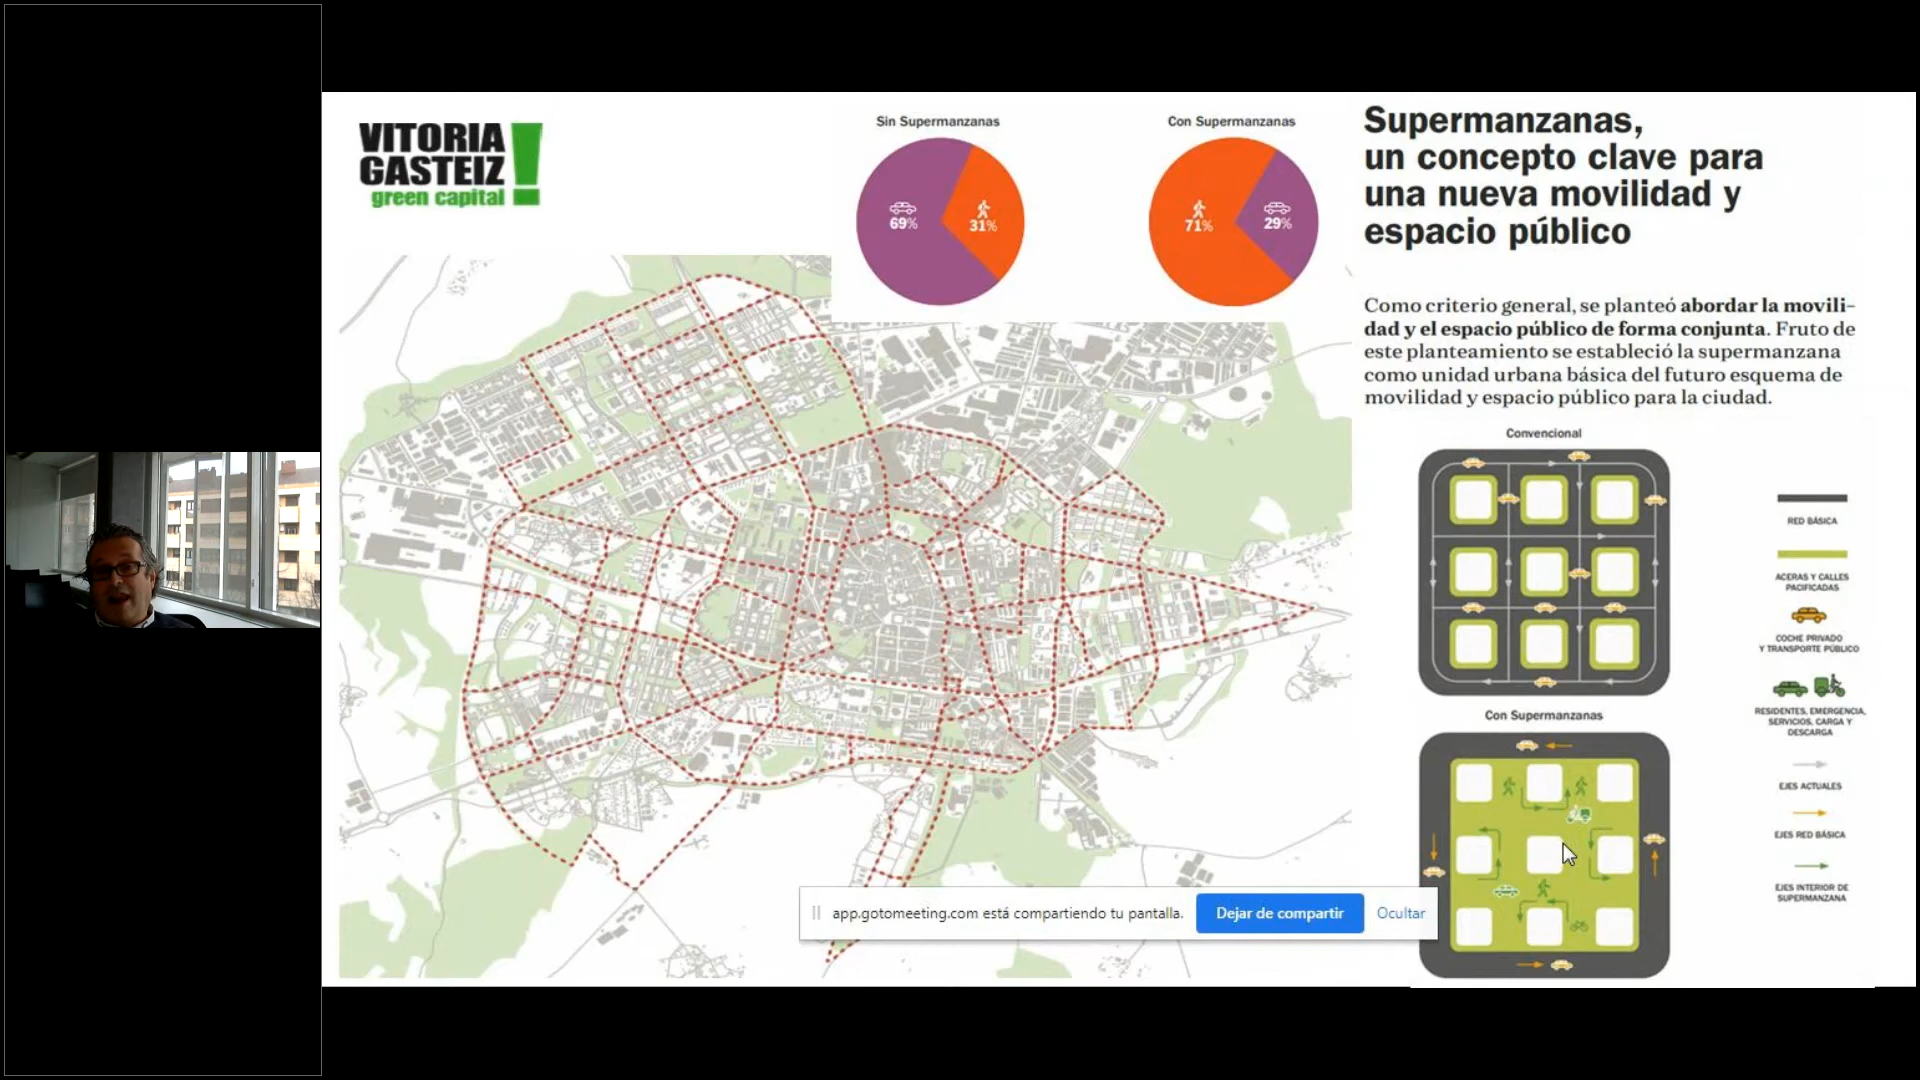 VITORIA
GASTEIZ
green capital
Sin Supermanzanas
69%
31%
Con Supermanzanas
71%
29%
Supermanzanas,
un concepto clave para
una nueva movilidad y
espacio público
Como criterio general, se planteó abordar la movili-
dad y el espacio público de forma conjunta. Fruto de
este planteamiento se estableció la supermanzana
como unidad urbana básica del futuro esquema de
movilidad y espacio público para la ciudad.
Convencional
Con Supermanzanas
RED BÁSICA
ACERAS Y CALLES
PACIFICADAS
COCHE PRIVADO
Y TRANSPORTE PÚBLICO
RESIDENTES, EMERGENCIA,
SERVICIOS, CARGA Y
DESCARGA
EJES ACTUALES
EJES RED BÁSICA
EJES INTERIOR DE
SUPERMANZANA
app.gotomeeting.com está compartiendo tu pantalla.
Dejar de compartir
Ocultar